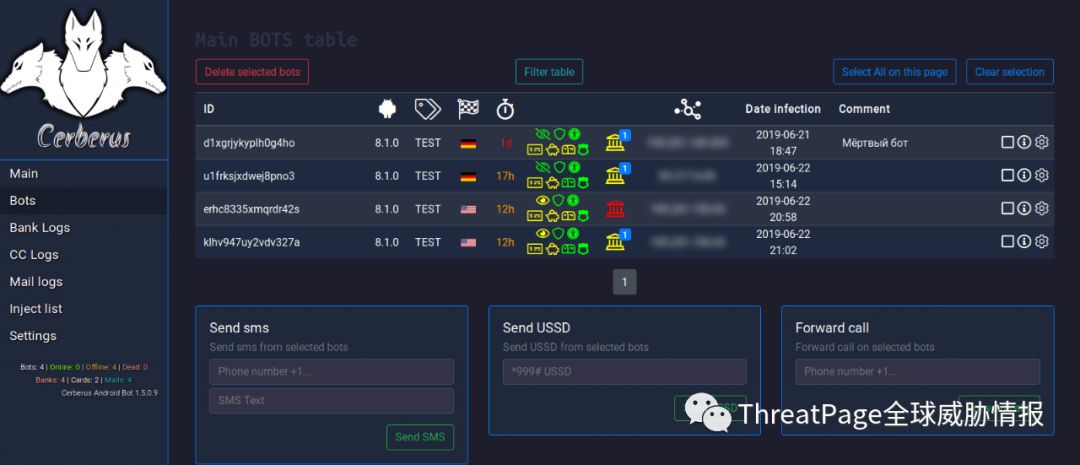 Cerberus
Main
Bots
Bank Logs
CC Logs
Mail logs
Inject list
Settings
Bots: 4 | Online: 0 | Offline: 4 | Dead: 0
Banks: 4 | Cards: 2 | Mails: 4
Cerberus Android Bot 1.5.0.9
Main BOTS table
Delete selected bots
Filter table
Select All on this page
Clear selection
ID Date infection Comment
d1xgrjykyplh0g4ho 8.1.0 TEST 1d 1 2019-06-21 18:47 Мёртвый бот
u1frksjxdwej8pno3 8.1.0 TEST 17h 1 2019-06-22 15:14
erhc8335xmqrdr42s 8.1.0 TEST 12h 2019-06-22 20:58
klhv947uy2vdv327a 8.1.0 TEST 12h 1 2019-06-22 21:02
1
Send sms
Send sms from selected bots
Phone number +1...
SMS Text
Send SMS
Send USSD
Send USSD from selected bots
*999# USSD
Forward call
Forward call on selected bots
Phone number +1...
ThreatPage全球威胁情报